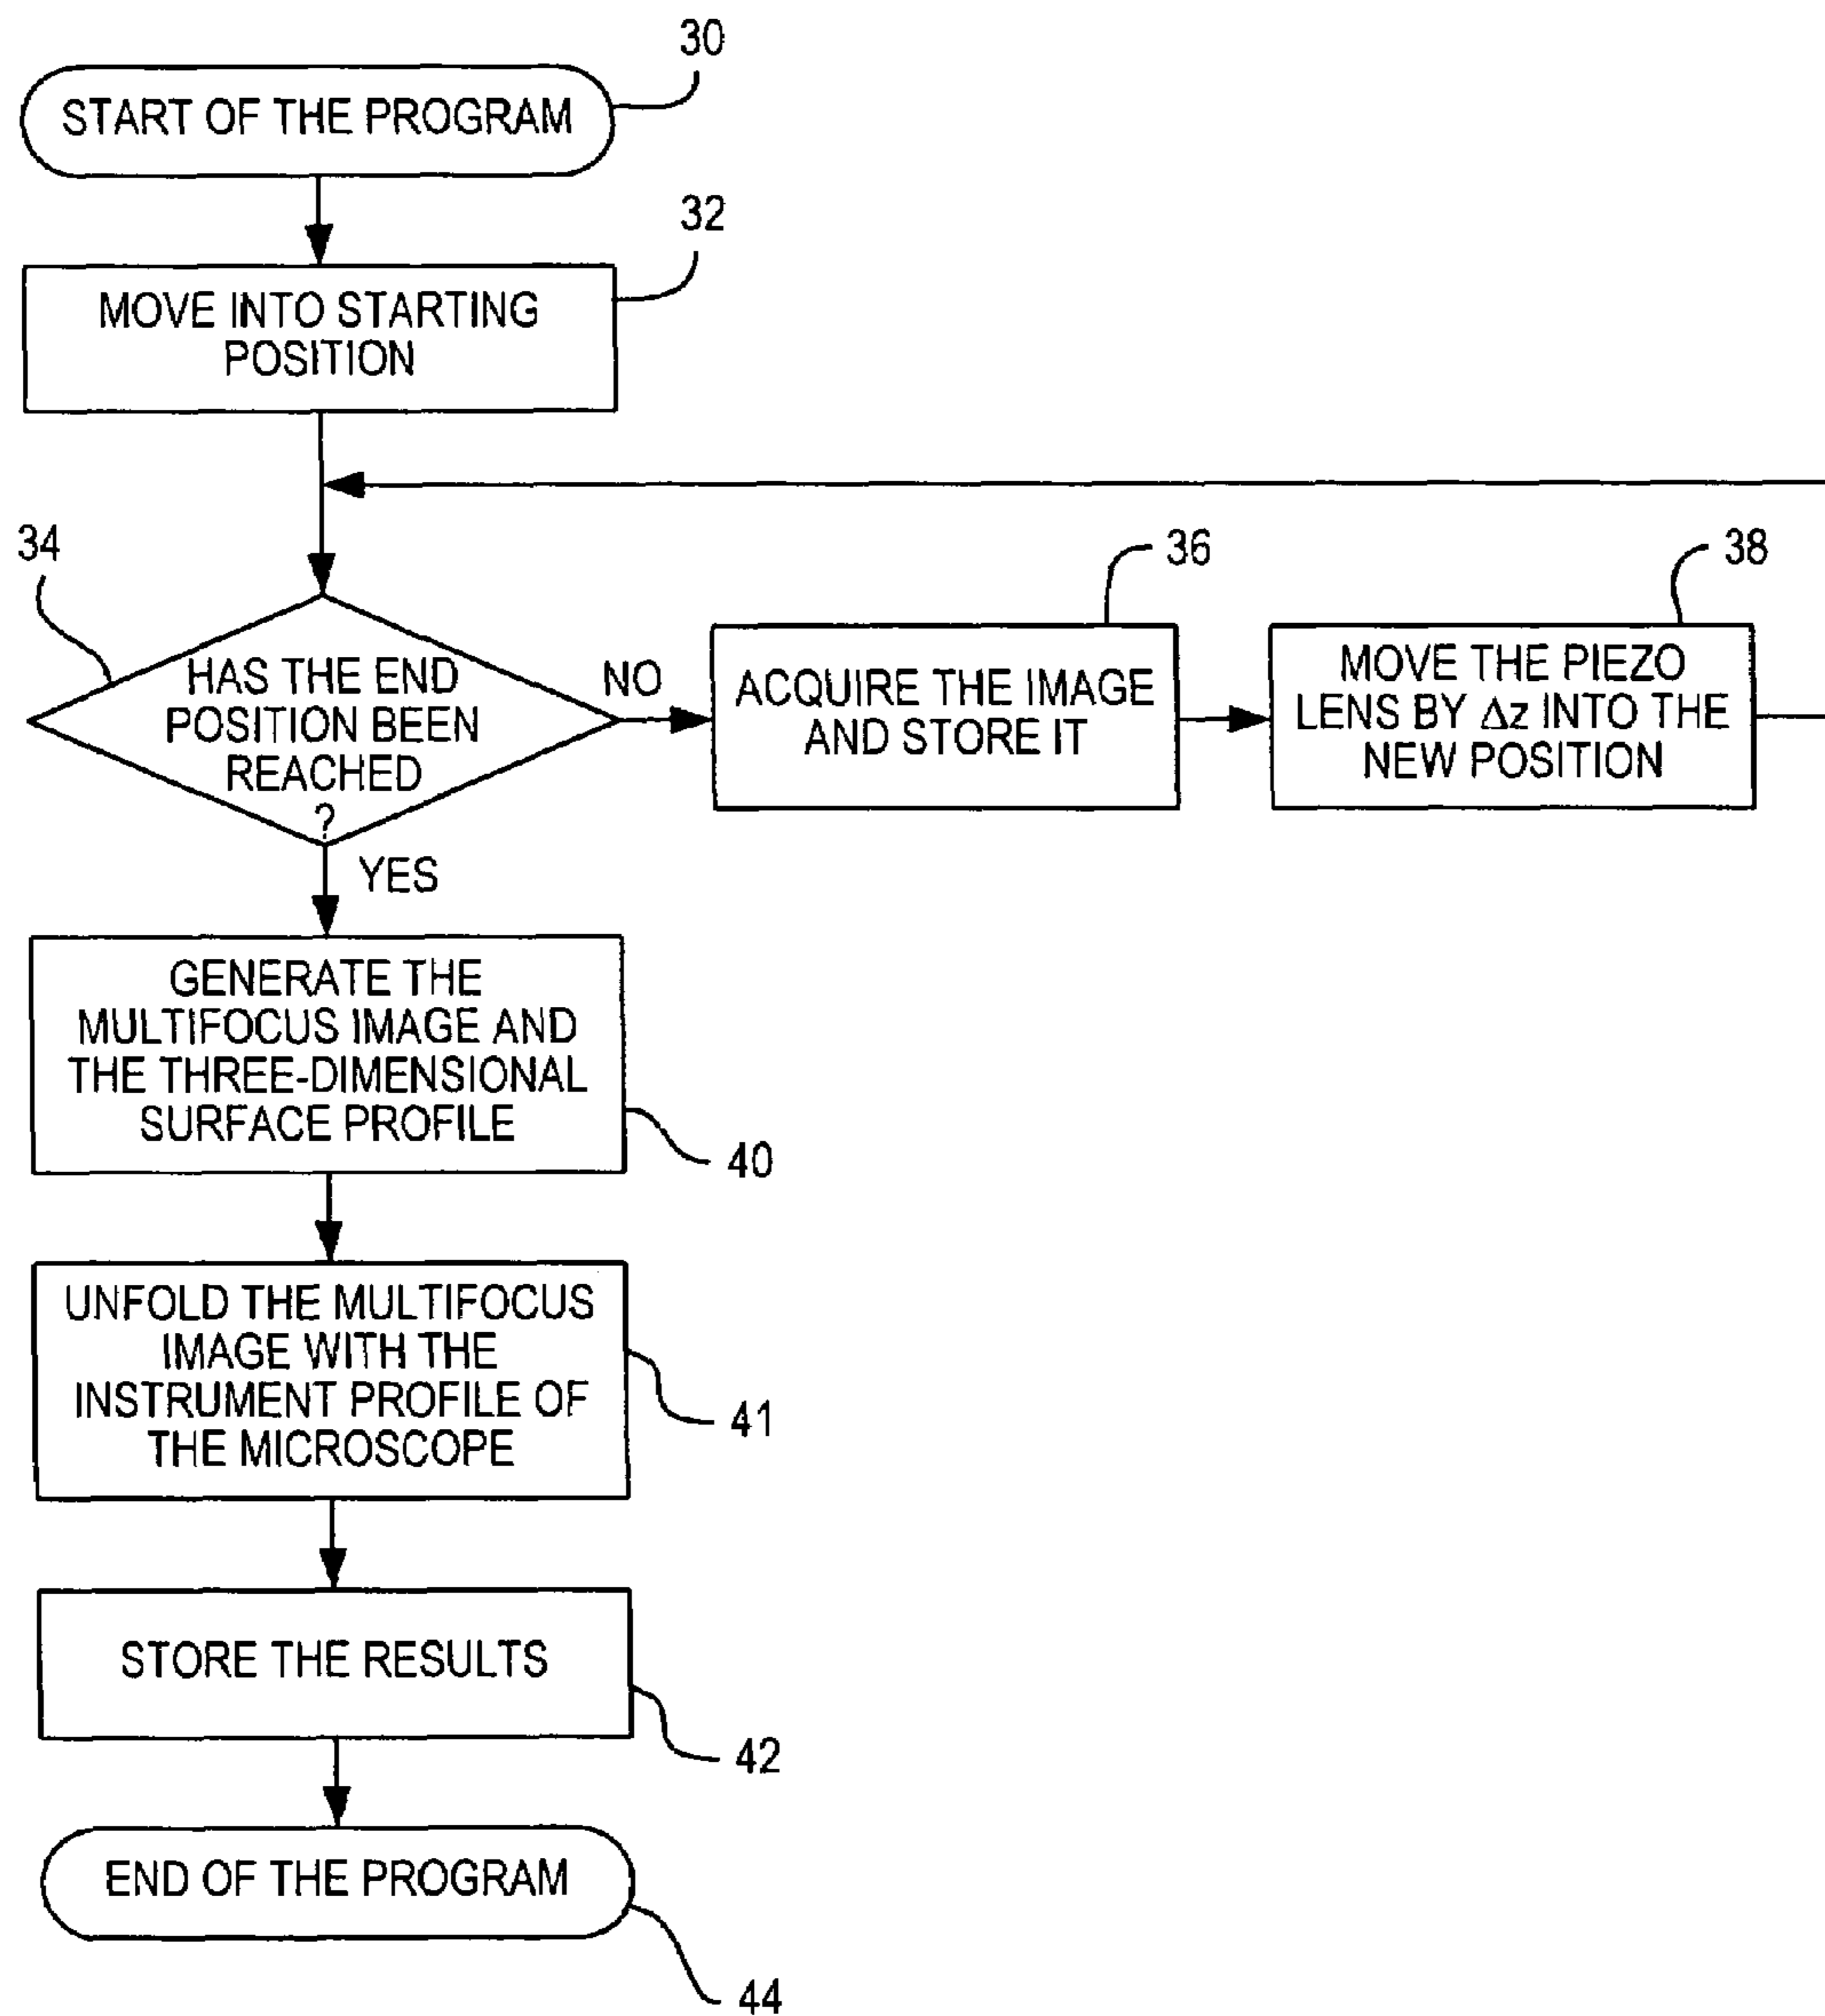 30
START OF THE PROGRAM
32
MOVE INTO STARTING
POSITION
34
HAS THE END
POSITION BEEN
REACHED
?
NO
36
ACQUIRE THE IMAGE
AND STORE IT
38
MOVE THE PIEZO
LENS BY Δz INTO THE
NEW POSITION
YES
GENERATE THE
MULTIFOCUS IMAGE AND
THE THREE-DIMENSIONAL
SURFACE PROFILE
40
UNFOLD THE MULTIFOCUS
IMAGE WITH THE
INSTRUMENT PROFILE OF
THE MICROSCOPE
41
STORE THE RESULTS
42
END OF THE PROGRAM
44